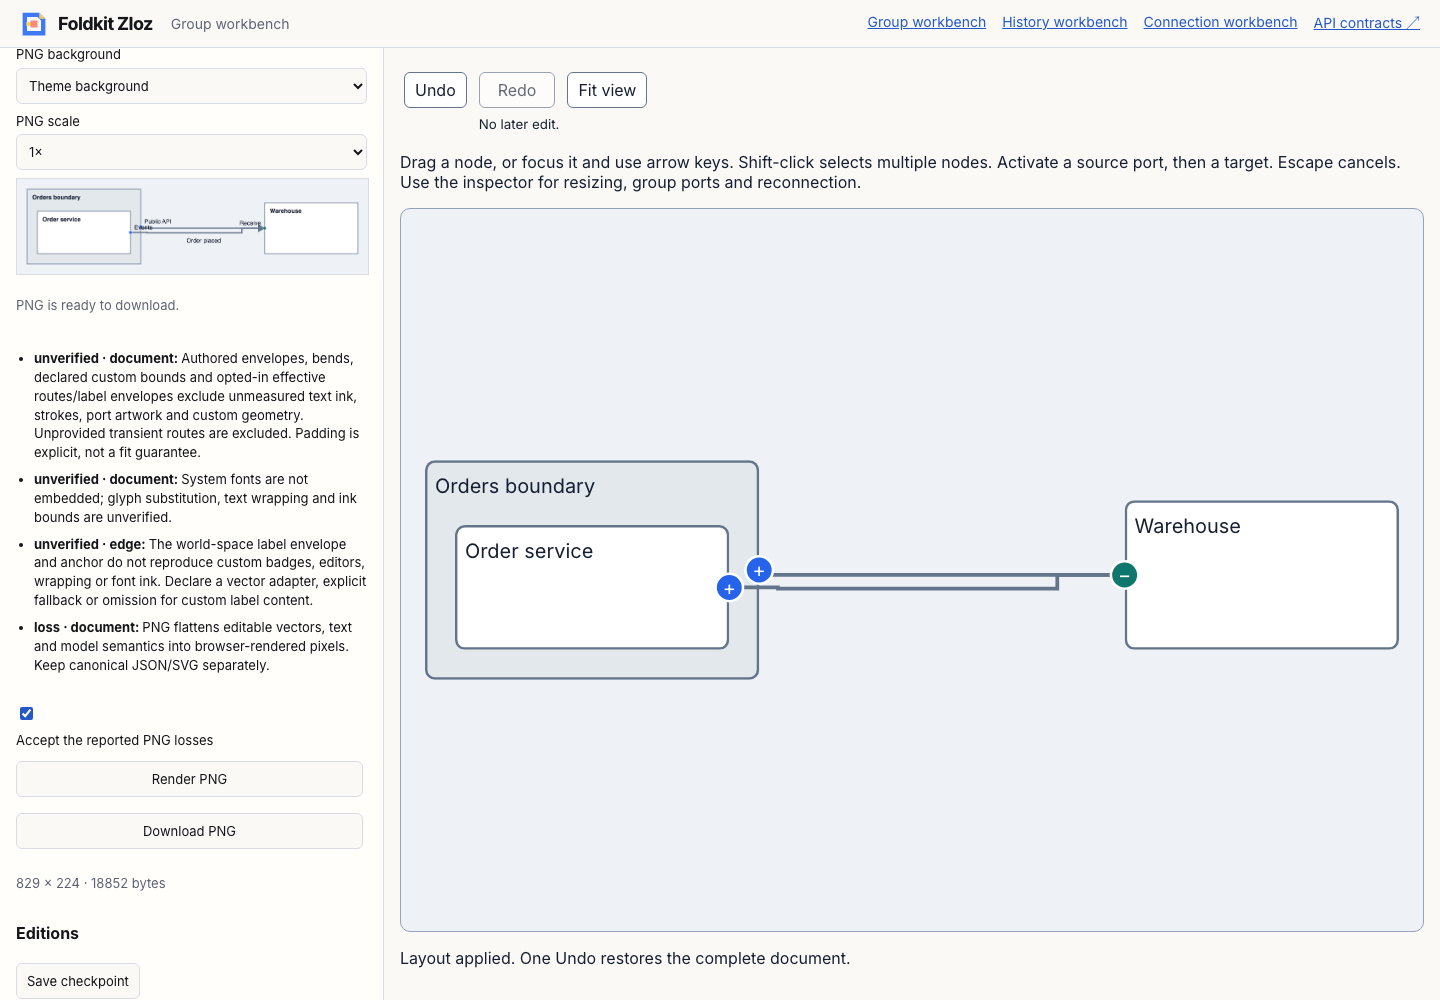 Foldkit Zloz
Group workbench
Group workbench
History workbench
Connection workbench
API contracts ↗
PNG background
Theme background
PNG scale
1×
Orders boundary
Order service
Public API
Events
Receive
Order placed
Warehouse
PNG is ready to download.
• unverified · document: Authored envelopes, bends,
declared custom bounds and opted-in effective
routes/label envelopes exclude unmeasured text ink,
strokes, port artwork and custom geometry.
Unprovided transient routes are excluded. Padding is
explicit, not a fit guarantee.
• unverified · document: System fonts are not
embedded; glyph substitution, text wrapping and ink
bounds are unverified.
• unverified · edge: The world-space label envelope
and anchor do not reproduce custom badges, editors,
wrapping or font ink. Declare a vector adapter, explicit
fallback or omission for custom label content.
• loss · document: PNG flattens editable vectors, text
and model semantics into browser-rendered pixels.
Keep canonical JSON/SVG separately.
Accept the reported PNG losses
Render PNG
Download PNG
829 × 224 · 18852 bytes
Editions
Save checkpoint
Undo
Redo
Fit view
No later edit.
Drag a node, or focus it and use arrow keys. Shift-click selects multiple nodes. Activate a source port, then a target. Escape cancels.
Use the inspector for resizing, group ports and reconnection.
Orders boundary
Order service
+
+
−
Warehouse
Layout applied. One Undo restores the complete document.